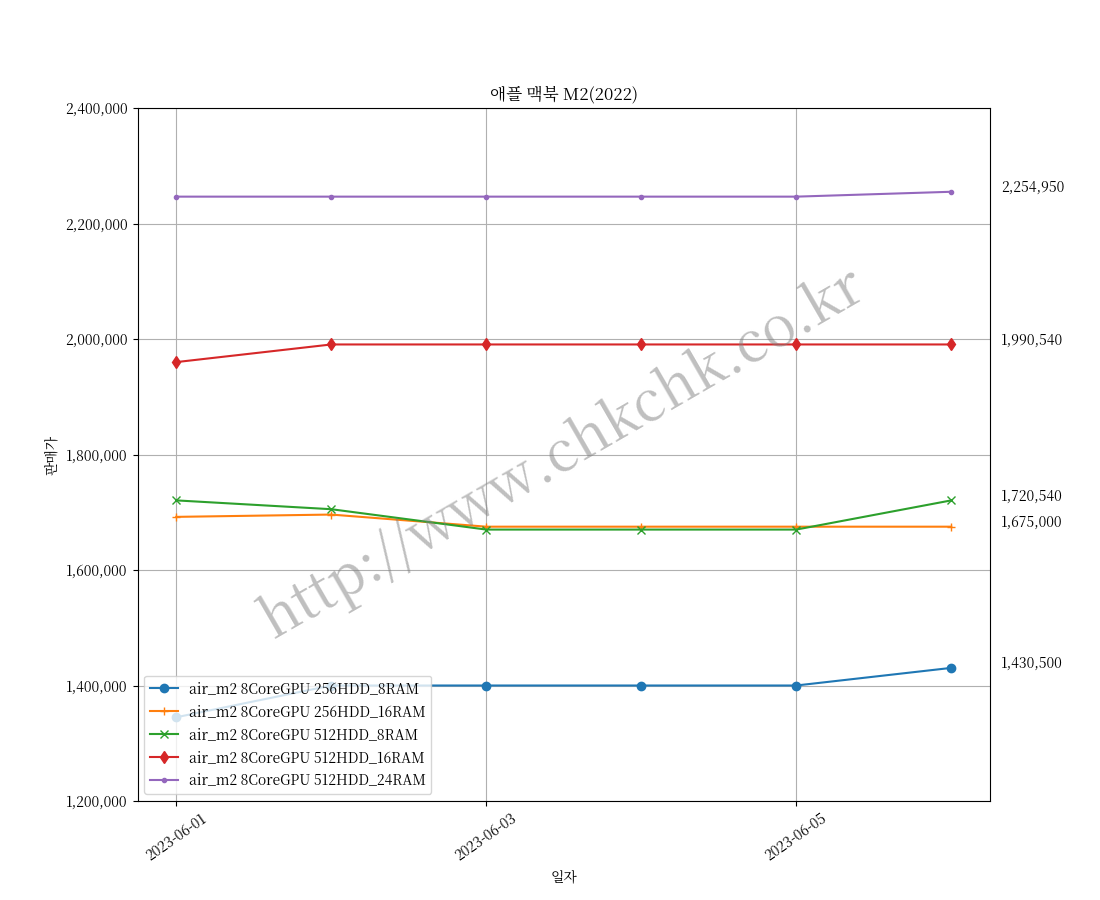 애플 맥북 M2(2022)
2,400,000
2,200,000
2,000,000
1,800,000
1,600,000
1,400,000
1,200,000
판매가
2,254,950
1,990,540
1,720,540
1,675,000
1,430,500
http://www.chkchk.co.kr
air_m2 8CoreGPU 256HDD_8RAM
air_m2 8CoreGPU 256HDD_16RAM
air_m2 8CoreGPU 512HDD_8RAM
air_m2 8CoreGPU 512HDD_16RAM
air_m2 8CoreGPU 512HDD_24RAM
2023-06-01
2023-06-03
2023-06-05
일자